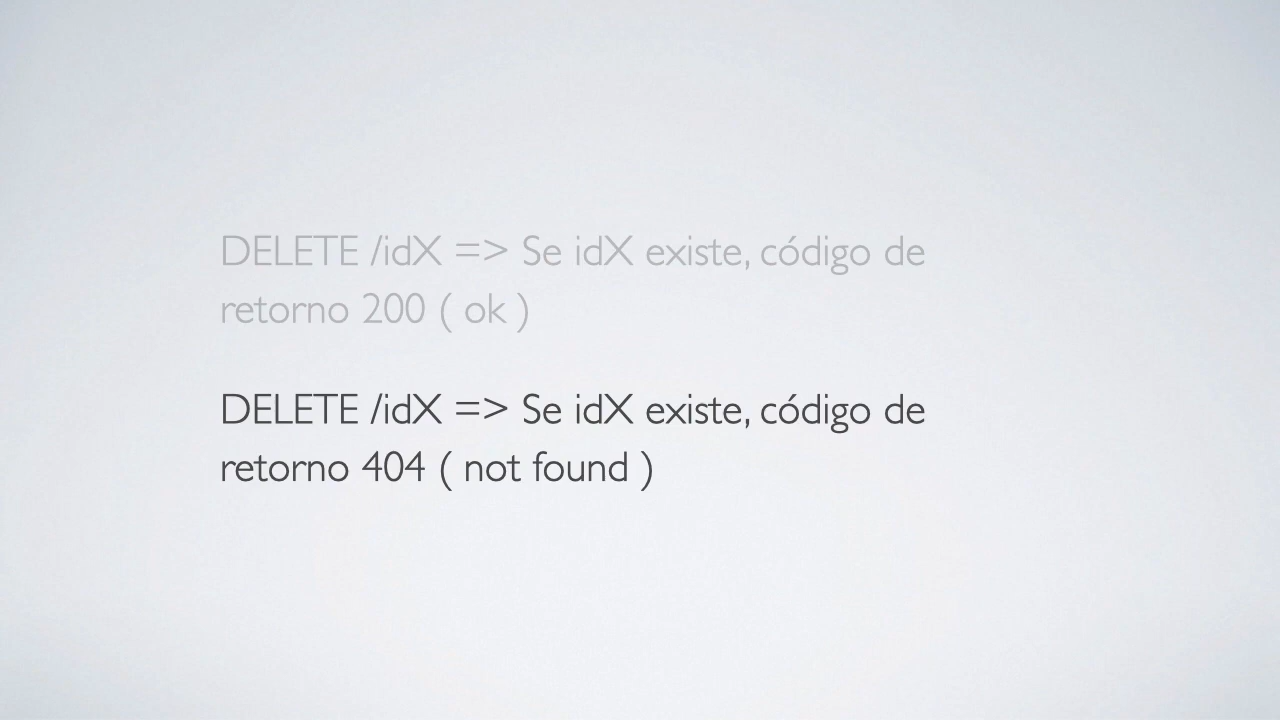 DELETE /idX => Se idX existe, código de
retorno 200 ( ok )
DELETE /idX => Se idX existe, código de
retorno 404 ( not found )